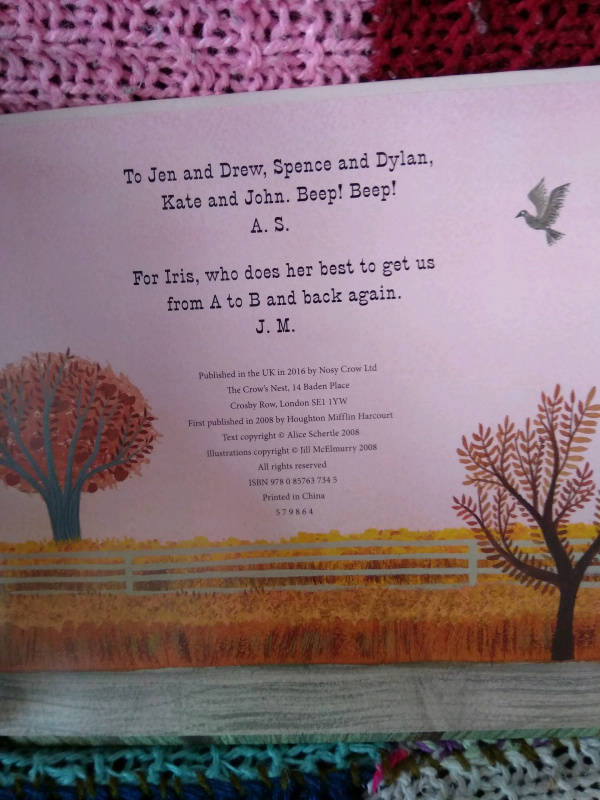 To Jen and Drew, Spence and Dylan,
Kate and John. Beep! Beep!
A. S.
For Iris, who does her best to get us
from A to B and back again.
J. M.
Published in the UK in 2016 by Nosy Crow Ltd
The Crow's Nest, 14 Baden Place
Crosby Row, London SE1 1YW
First published in 2008 by Houghton Mifflin Harcourt
Text copyright © Alice Schertle 2008
Illustrations copyright © Jill McElmurry 2008
All rights reserved
ISBN 978 0 85763 734 5
Printed in China
5 7 9 8 6 4